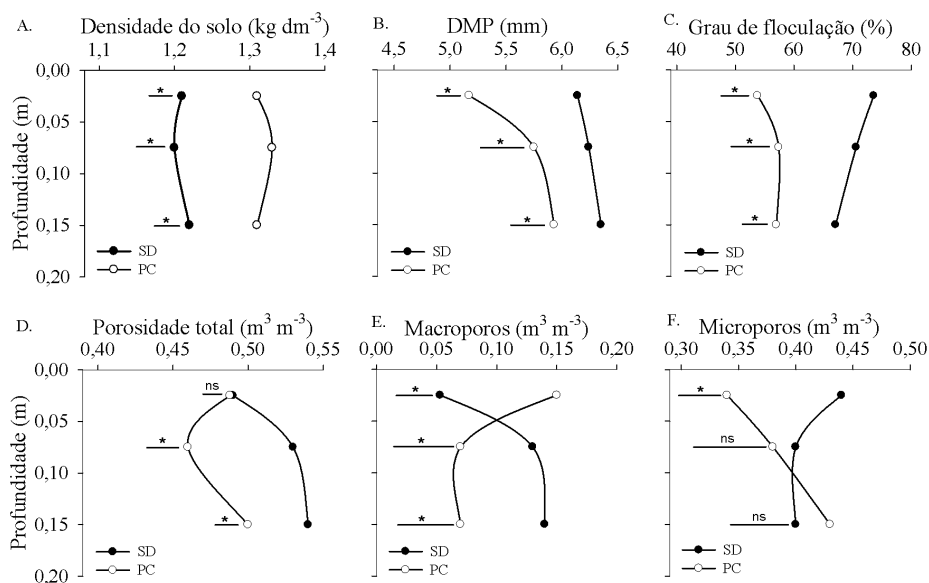 A. Densidade do solo (kg dm-3)
1,1 1,2 1,3 1,4
B. DMP (mm)
4,5 5,0 5,5 6,0 6,5
C. Grau de floculação (%)
40 50 60 70 80
Profundidade (m)
0,00
0,05
0,10
0,15
0,20
* * *
* * *
* * *
SD
PC
SD
PC
SD
PC
D. Porosidade total (m3 m-3)
0,40 0,45 0,50 0,55
E. Macroporos (m3 m-3)
0,00 0,05 0,10 0,15 0,20
F. Microporos (m3 m-3)
0,30 0,35 0,40 0,45 0,50
Profundidade (m)
0,00
0,05
0,10
0,15
0,20
ns * *
* * *
* ns ns
SD
PC
SD
PC
SD
PC